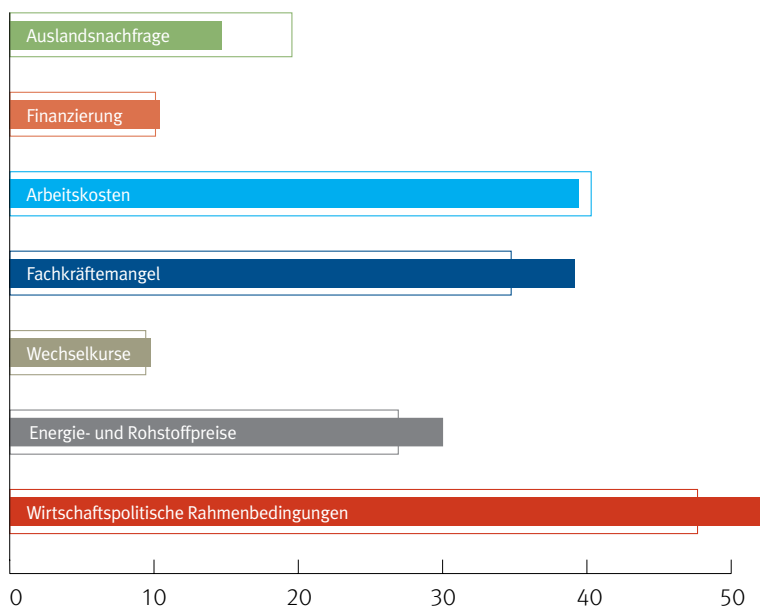 Auslandsnachfrage
Finanzierung
Arbeitskosten
Fachkräftemangel
Wechselkurse
Energie- und Rohstoffpreise
Wirtschaftspolitische Rahmenbedingungen
0 10 20 30 40 50